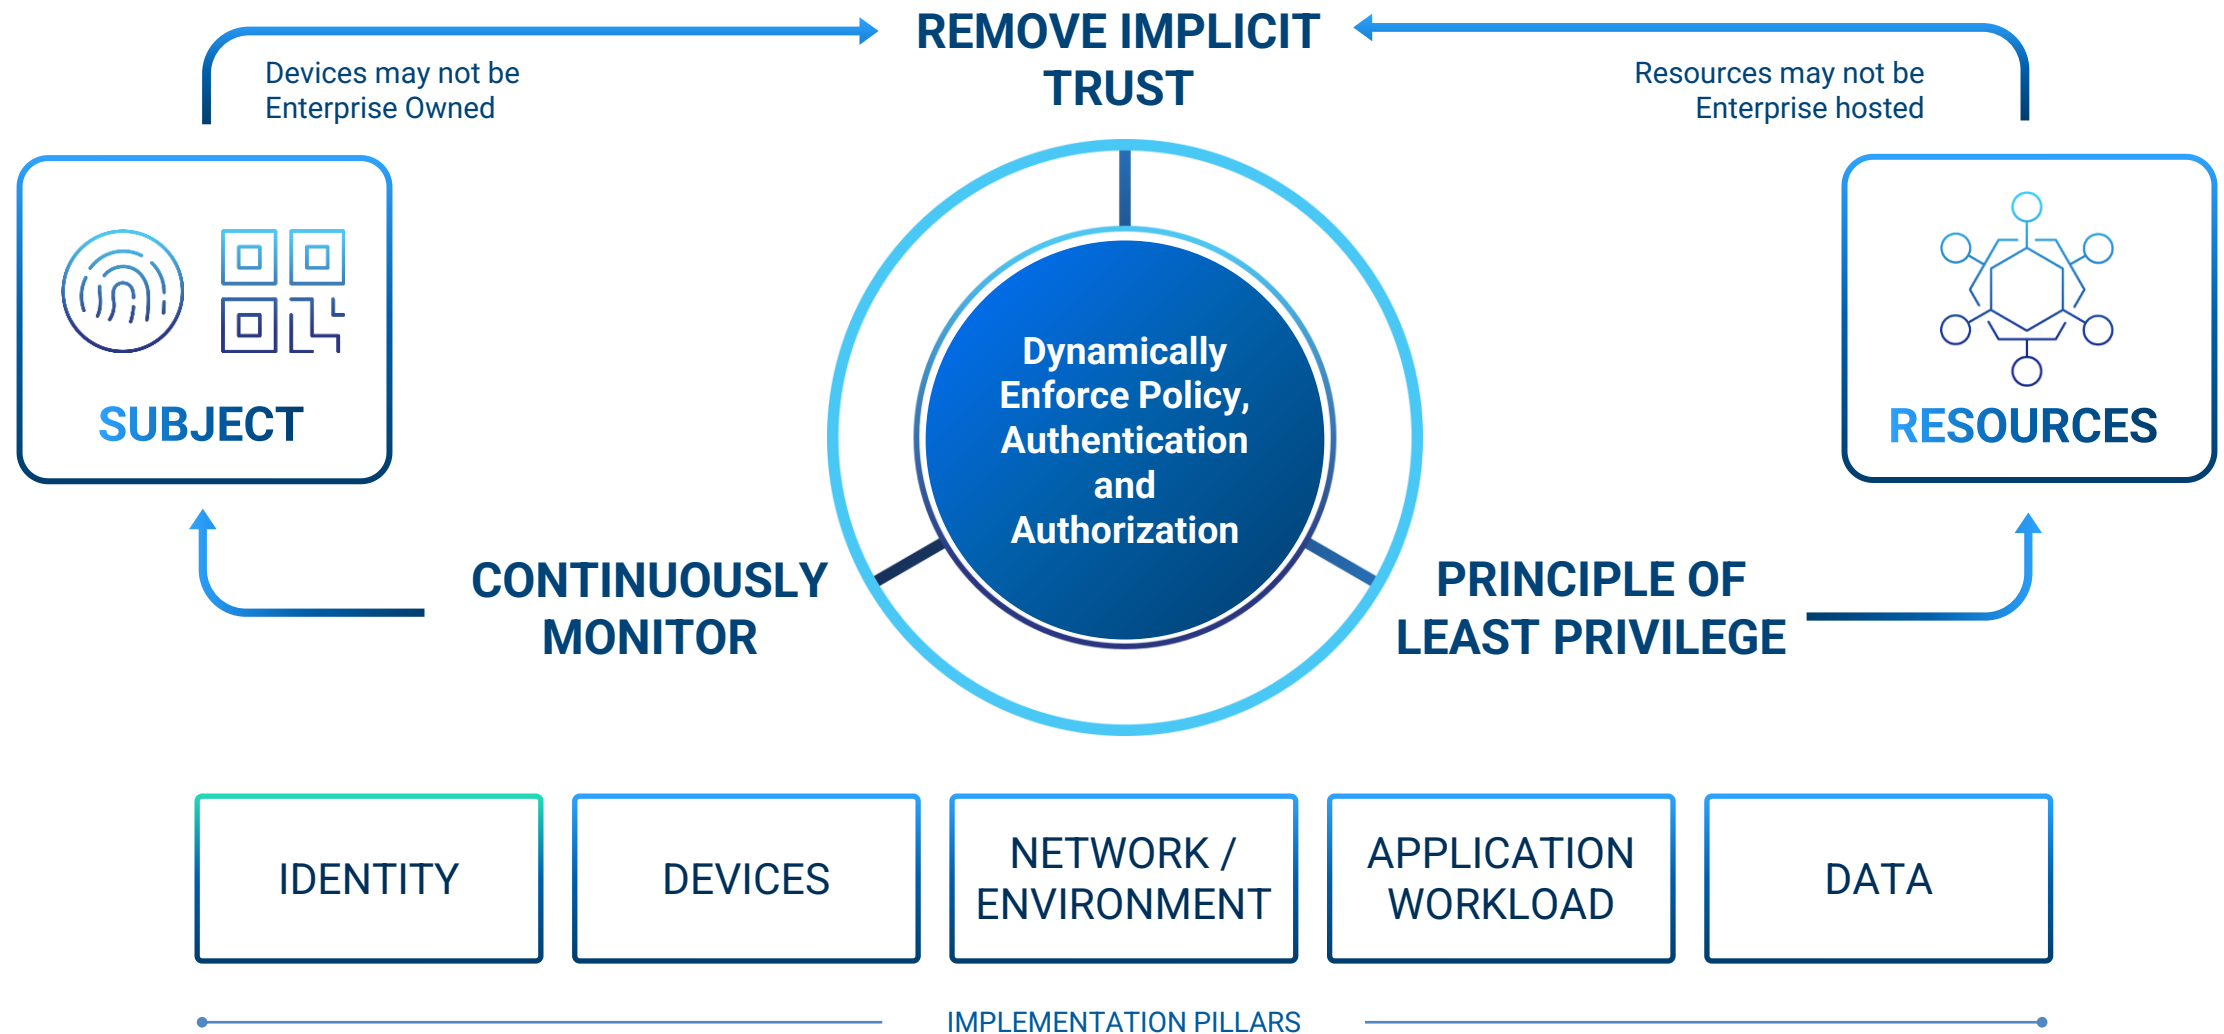 REMOVE IMPLICIT
TRUST
Devices may not be
Enterprise Owned
Resources may not be
Enterprise hosted
SUBJECT
Dynamically
Enforce Policy,
Authentication
and
Authorization
RESOURCES
CONTINUOUSLY
MONITOR
PRINCIPLE OF
LEAST PRIVILEGE
IDENTITY
DEVICES
NETWORK /
ENVIRONMENT
APPLICATION
WORKLOAD
DATA
IMPLEMENTATION PILLARS